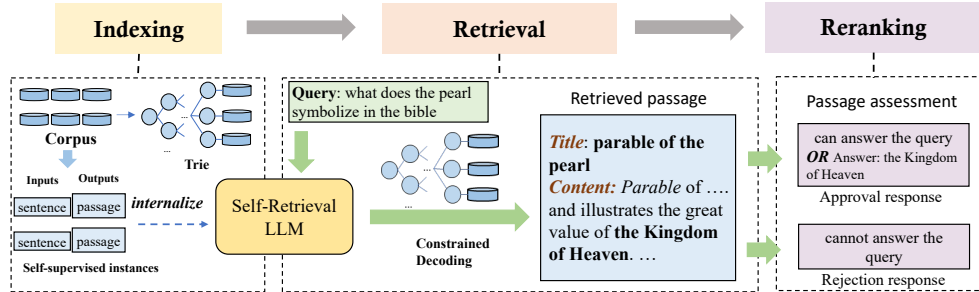 Indexing
Retrieval
Reranking
Corpus
...
Trie
Inputs Outputs
sentence passage
internalize
sentence passage
Self-supervised instances
Query: what does the pearl
symbolize in the bible
Self-Retrieval
LLM
...
...
Constrained
Decoding
Retrieved passage
Title: parable of the
pearl
Content: Parable of ….
and illustrates the great
value of the Kingdom
of Heaven. …
Passage assessment
can answer the query
OR Answer: the Kingdom
of Heaven
Approval response
cannot answer the
query
Rejection response